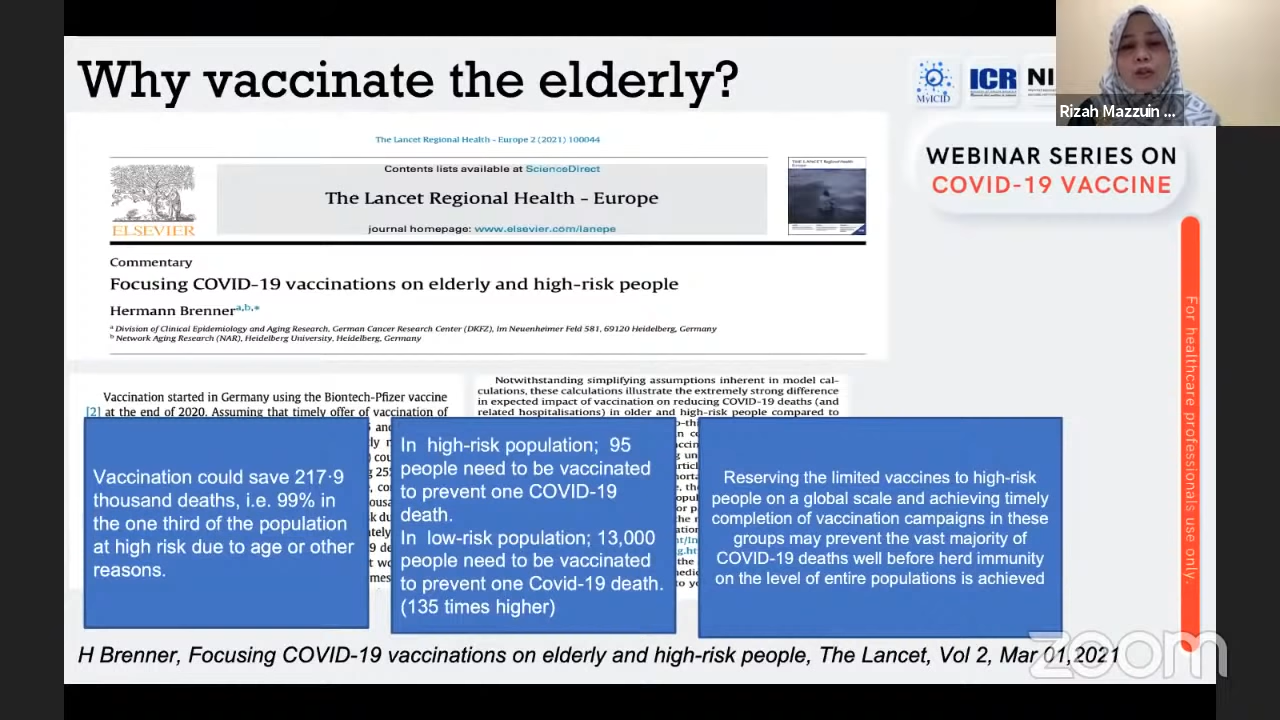 Why vaccinate the elderly?
MyICID
ICR
NI
Rizah Mazzuin ...
WEBINAR SERIES ON
COVID-19 VACCINE
The Lancet Regional Health - Europe 2 (2021) 100044
ELSEVIER
Contents lists available at ScienceDirect
The Lancet Regional Health - Europe
journal homepage: www.elsevier.com/lanepe
Commentary
Focusing COVID-19 vaccinations on elderly and high-risk people
Hermann Brenner a,b,*
a Division of Clinical Epidemiology and Aging Research, German Cancer Research Center (DKFZ), Im Neuenheimer Feld 581, 69120 Heidelberg, Germany
b Network Aging Research (NAR), Heidelberg University, Heidelberg, Germany
Vaccination started in Germany using the Biontech-Pfizer vaccine
[2] at the end of 2020. Assuming that timely offer of vaccination of
Notwithstanding simplifying assumptions inherent in model cal-
culations, these calculations illustrate the extremely strong difference
in expected impact of vaccination on reducing COVID-19 deaths (and
related hospitalisations) in older and high-risk people compared to
Vaccination could save 217·9
thousand deaths, i.e. 99% in
the one third of the population
at high risk due to age or other
reasons.
In high-risk population; 95
people need to be vaccinated
to prevent one COVID-19
death.
In low-risk population; 13,000
people need to be vaccinated
to prevent one Covid-19 death.
(135 times higher)
Reserving the limited vaccines to high-risk
people on a global scale and achieving timely
completion of vaccination campaigns in these
groups may prevent the vast majority of
COVID-19 deaths well before herd immunity
on the level of entire populations is achieved
For healthcare professionals use only.
H Brenner, Focusing COVID-19 vaccinations on elderly and high-risk people, The Lancet, Vol 2, Mar 01,2021
zoom